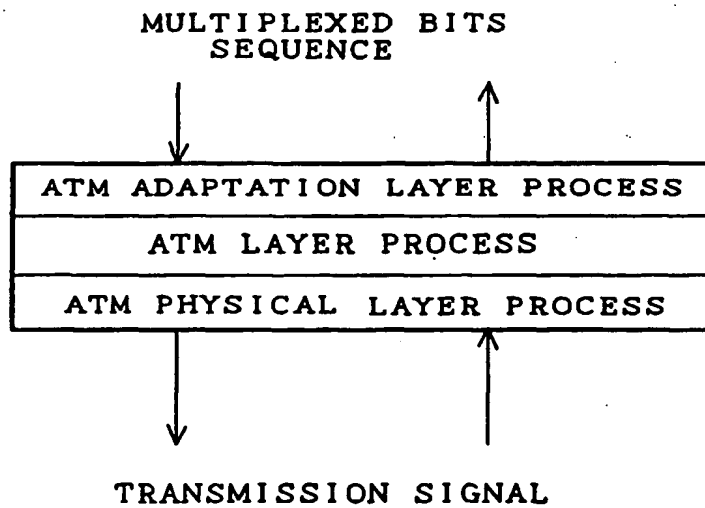 MULTIPLEXED BITS
SEQUENCE
ATM ADAPTATION LAYER PROCESS
ATM LAYER PROCESS
ATM PHYSICAL LAYER PROCESS
TRANSMISSION SIGNAL